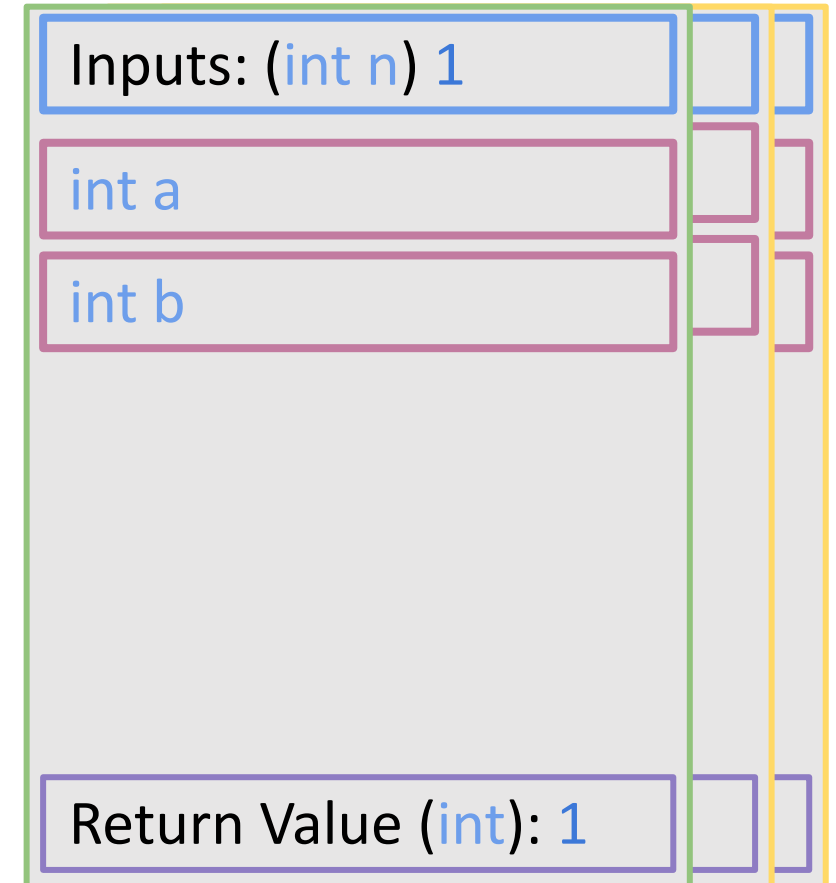 Inputs: (int n) 1
int a
int b
Return Value (int): 1